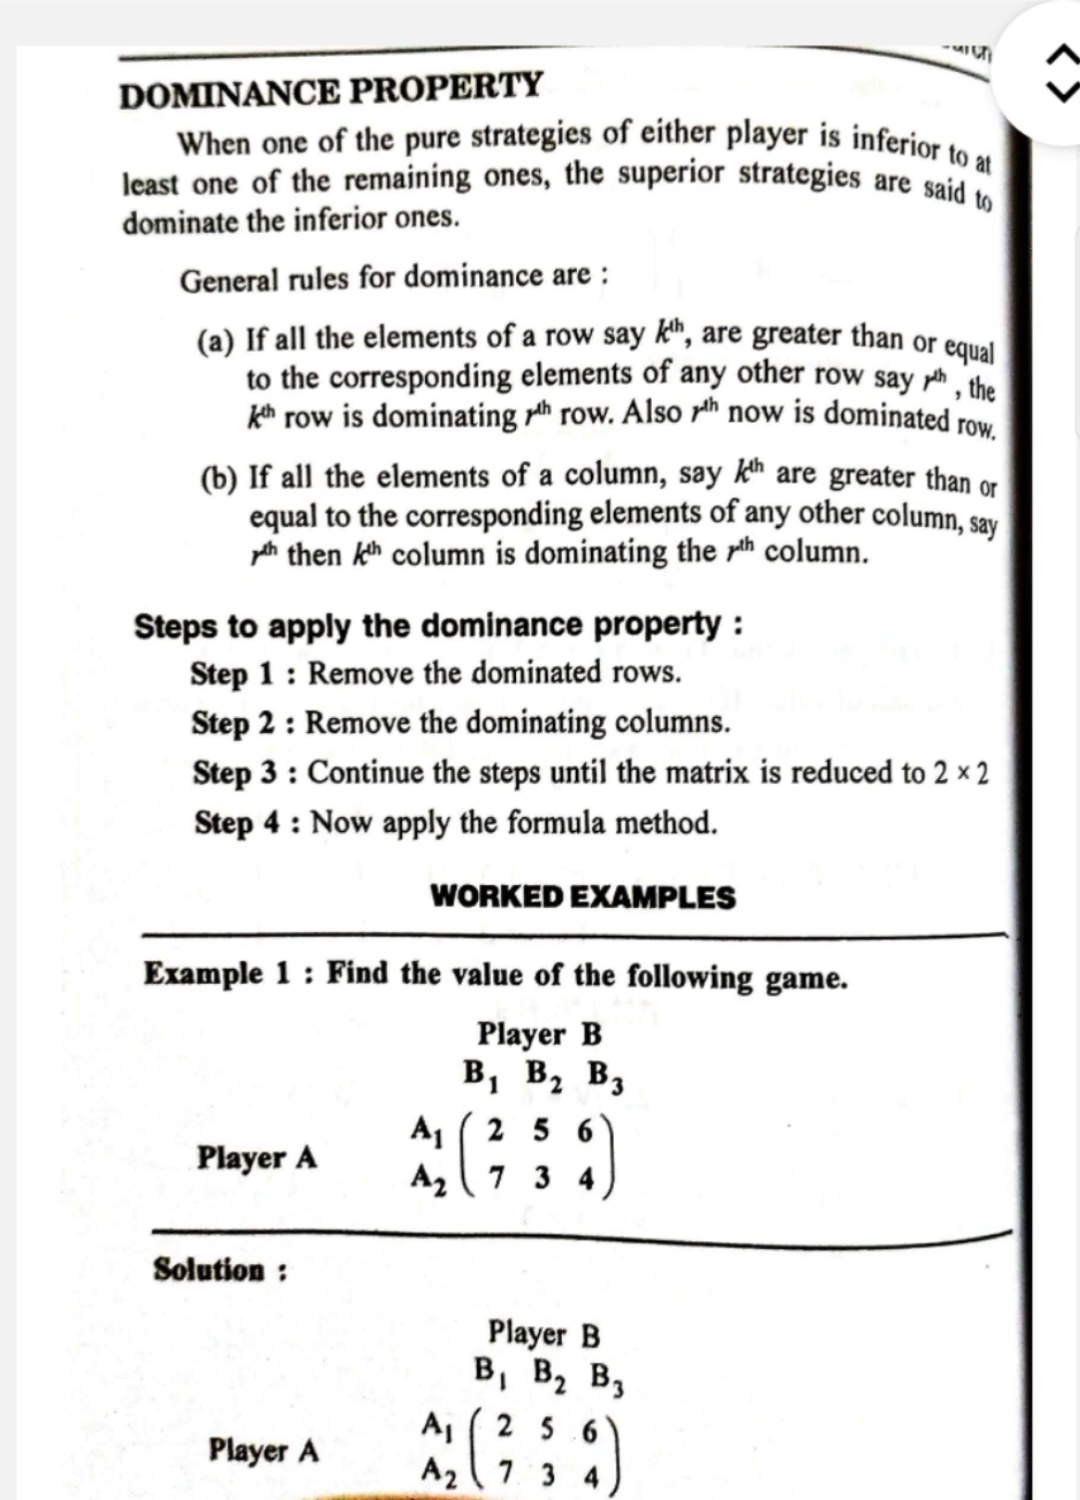 DOMINANCE PROPERTY
When one of the pure strategies of either player is inferior to at
least one of the remaining ones, the superior strategies are said to
dominate the inferior ones.
General rules for dominance are :
(a) If all the elements of a row say kth, are greater than or equal
to the corresponding elements of any other row say rth , the
kth row is dominating rth row. Also rth now is dominated row.
(b) If all the elements of a column, say kth are greater than or
equal to the corresponding elements of any other column, say
rth then kth column is dominating the rth column.
Steps to apply the dominance property :
Step 1 : Remove the dominated rows.
Step 2 : Remove the dominating columns.
Step 3 : Continue the steps until the matrix is reduced to 2 × 2
Step 4 : Now apply the formula method.
WORKED EXAMPLES
Example 1 : Find the value of the following game.
Player B
B1 B2 B3
A1 ( 2 5 6 )
Player A
A2 ( 7 3 4 )
Solution :
Player B
B1 B2 B3
A1 ( 2 5 6 )
Player A
A2 ( 7 3 4 )